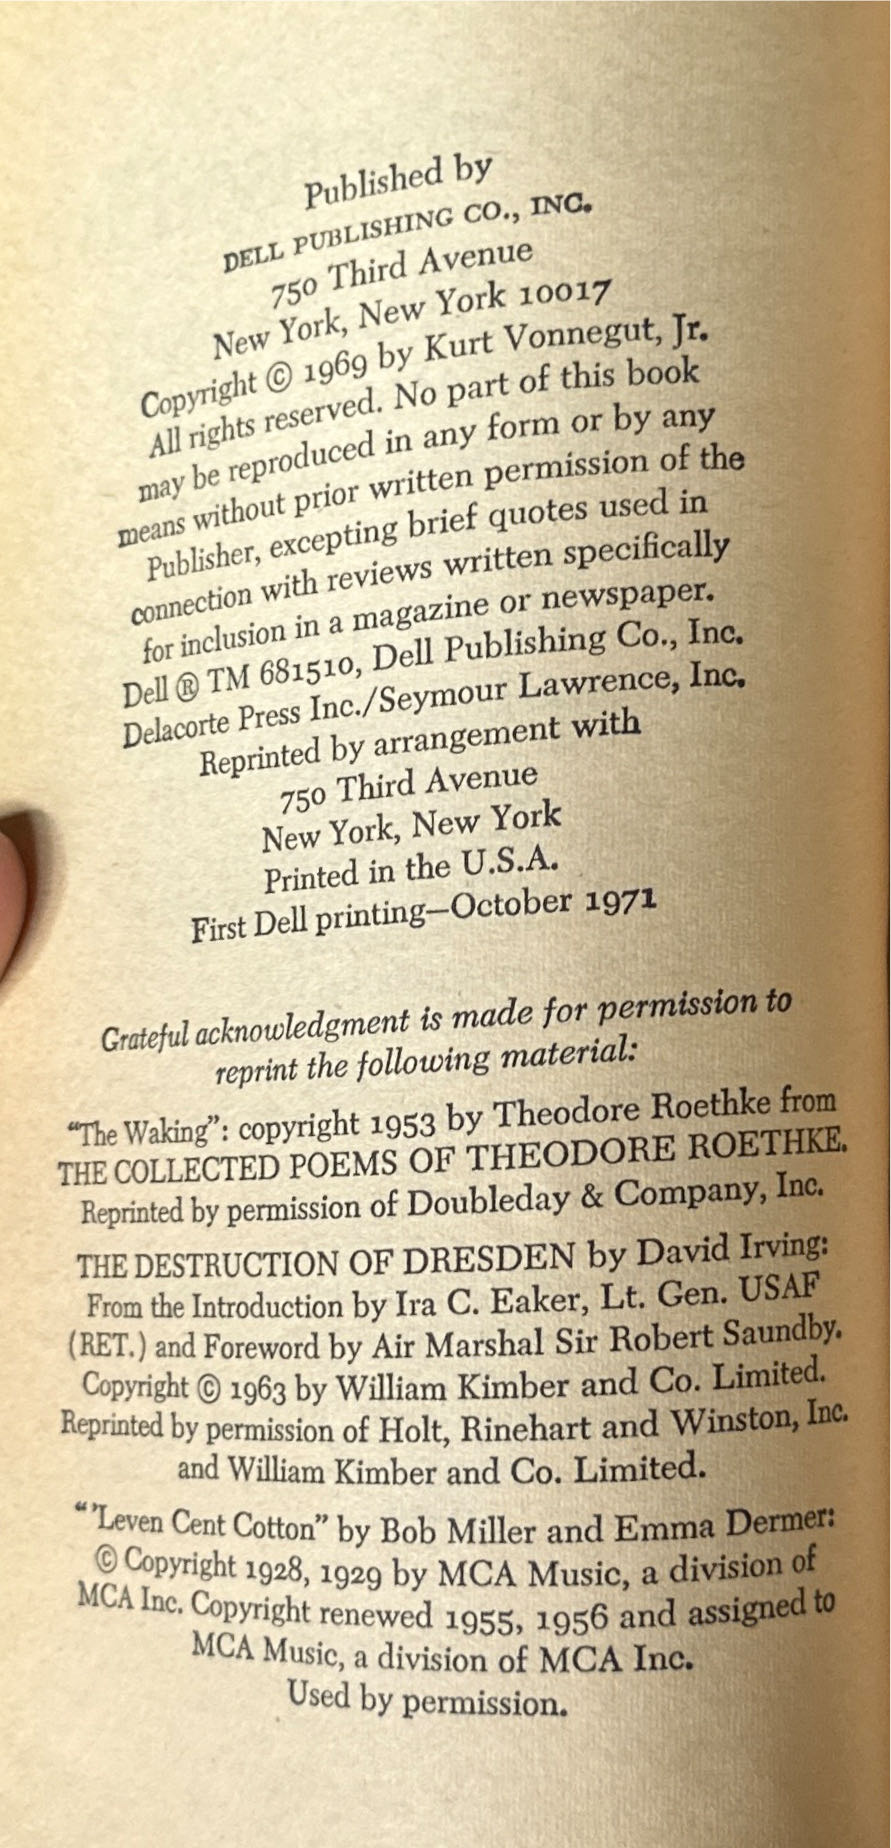 Published by
DELL PUBLISHING CO., INC.
750 Third Avenue
New York, New York 10017
Copyright © 1969 by Kurt Vonnegut, Jr.
All rights reserved. No part of this book
may be reproduced in any form or by any
means without prior written permission of the
Publisher, excepting brief quotes used in
connection with reviews written specifically
for inclusion in a magazine or newspaper.
Dell ® TM 681510, Dell Publishing Co., Inc.
Delacorte Press Inc./Seymour Lawrence, Inc.
Reprinted by arrangement with
750 Third Avenue
New York, New York
Printed in the U.S.A.
First Dell printing—October 1971
Grateful acknowledgment is made for permission to
reprint the following material:
“The Waking”: copyright 1953 by Theodore Roethke from
THE COLLECTED POEMS OF THEODORE ROETHKE.
Reprinted by permission of Doubleday & Company, Inc.
THE DESTRUCTION OF DRESDEN by David Irving:
From the Introduction by Ira C. Eaker, Lt. Gen. USAF
(RET.) and Foreword by Air Marshal Sir Robert Saundby.
Copyright © 1963 by William Kimber and Co. Limited.
Reprinted by permission of Holt, Rinehart and Winston, Inc.
and William Kimber and Co. Limited.
“ ’Leven Cent Cotton” by Bob Miller and Emma Dermer:
© Copyright 1928, 1929 by MCA Music, a division of
MCA Inc. Copyright renewed 1955, 1956 and assigned to
MCA Music, a division of MCA Inc.
Used by permission.